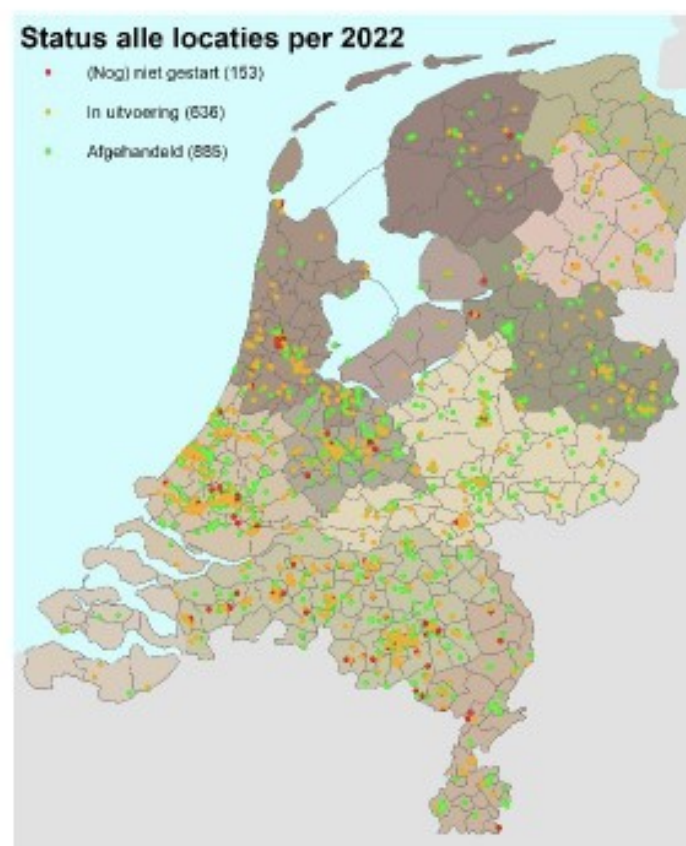 Status alle locaties per 2022
(Nog) niet gestart (153)
In uitvoering (636)
Afgehandeld (885)